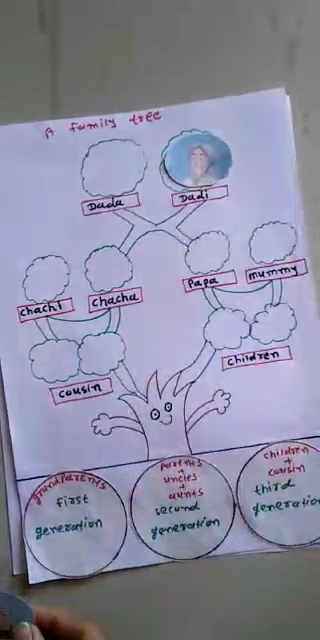 A family tree
Dada
Dadi
Papa
mummy
chachi
chacha
children
cousin
grandparents
first
generation
Parents
+
uncles
+
aunts
second
generation
children
+
cousin
third
generation